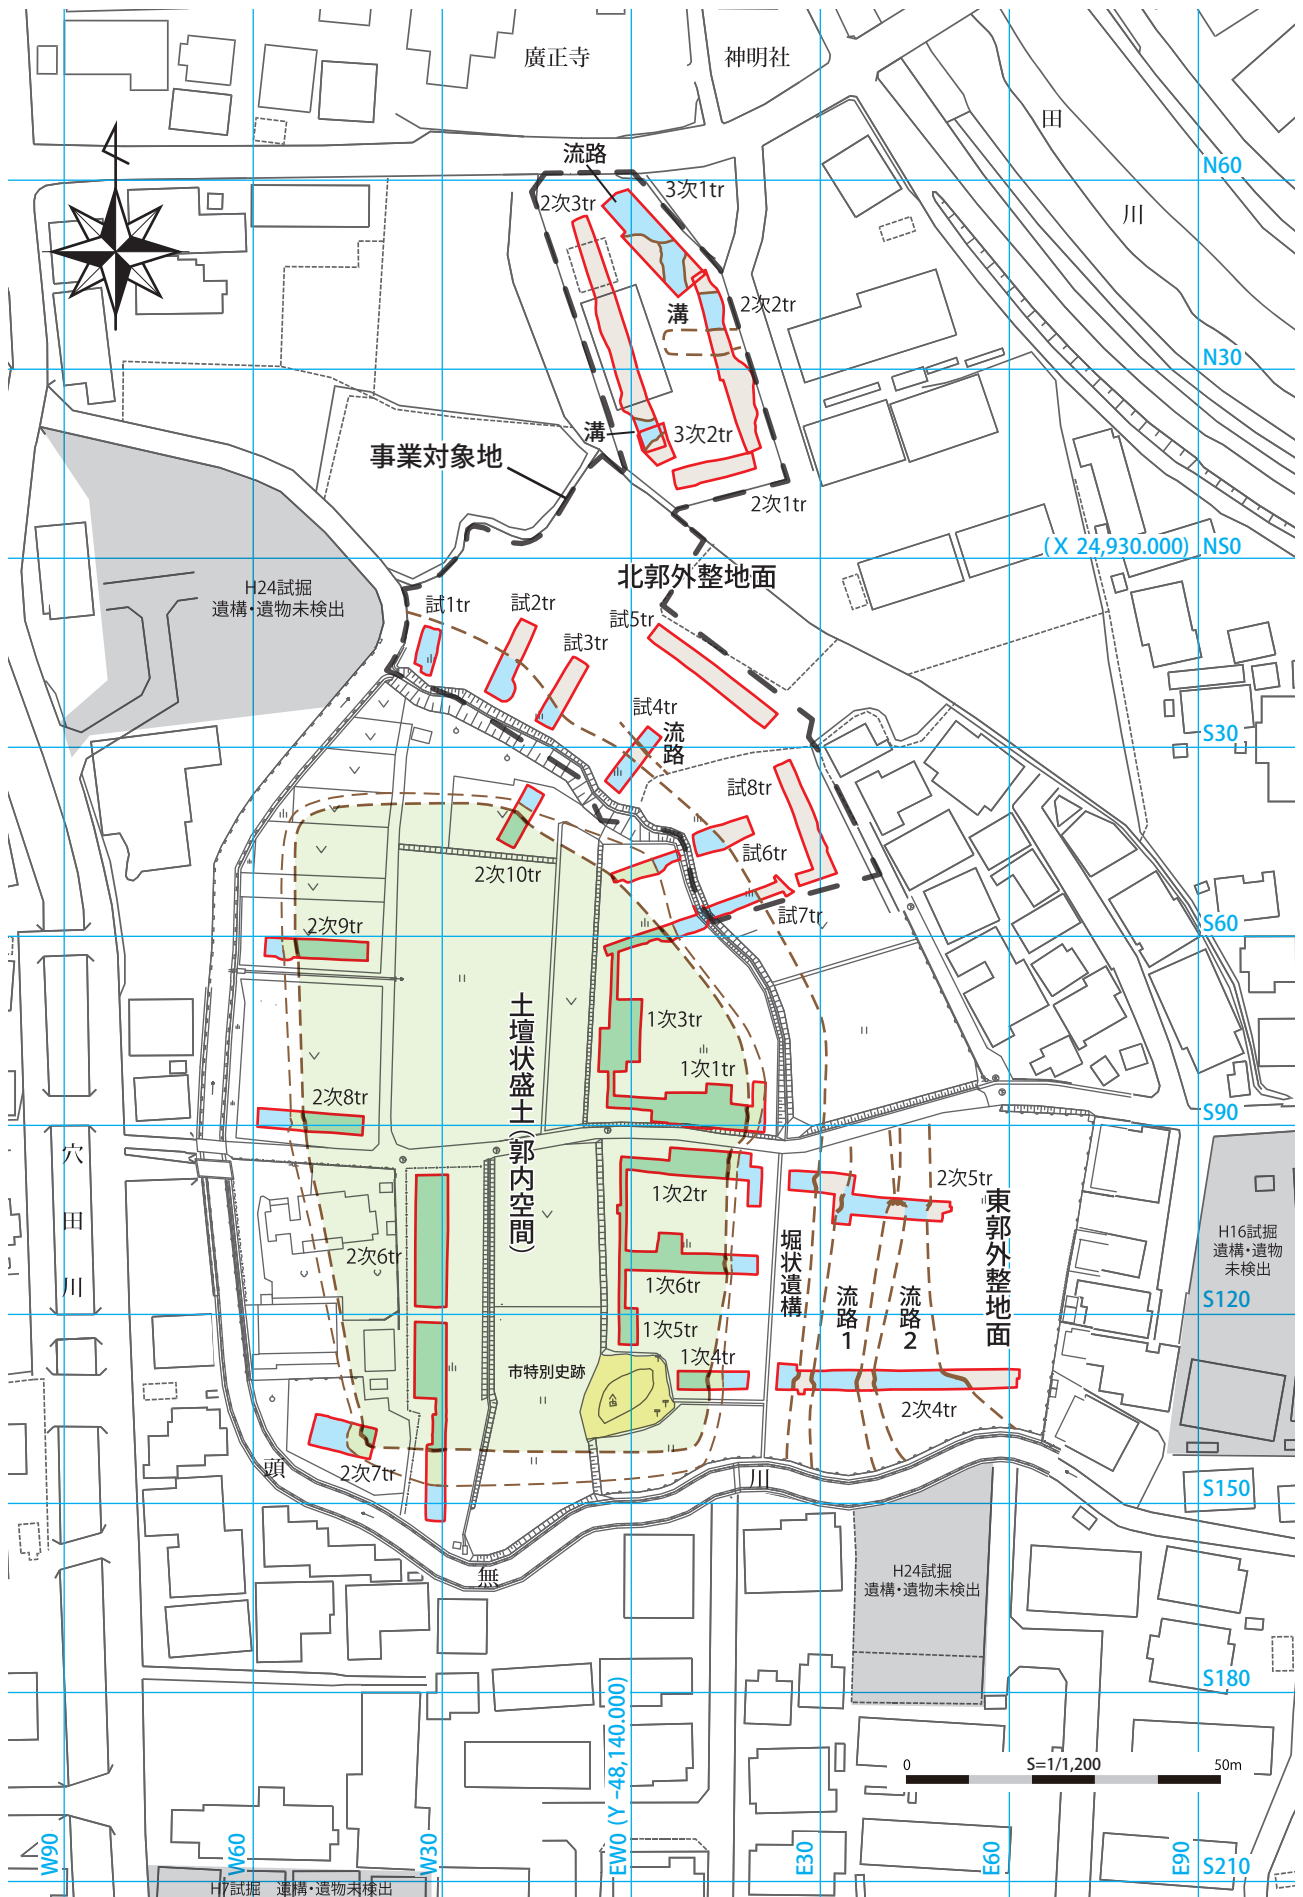 廣正寺
神明社
田
川
流路
3次1tr
2次3tr
N60
溝
2次2tr
N30
溝
3次2tr
事業対象地
2次1tr
(X 24,930.000) NS0
北郭外整地面
H24試掘
遺構・遺物未検出
試1tr
試2tr
試3tr
試5tr
試4tr
流路
S30
試8tr
試6tr
2次10tr
試7tr
2次9tr
S60
土壇状盛土(郭内空間)
1次3tr
1次1tr
2次8tr
S90
穴田川
1次2tr
2次5tr
東郭外整地面
H16試掘
遺構・遺物
未検出
2次6tr
堀状遺構
1次6tr
流路1
流路2
S120
1次5tr
1次4tr
市特別史跡
2次4tr
2次7tr
頭
川
S150
無
H24試掘
遺構・遺物未検出
S180
EW0 (Y -48,140.000)
0
S=1/1,200
50m
W90
W60
W30
E30
E60
E90
S210
H7試掘 遺構・遺物未検出